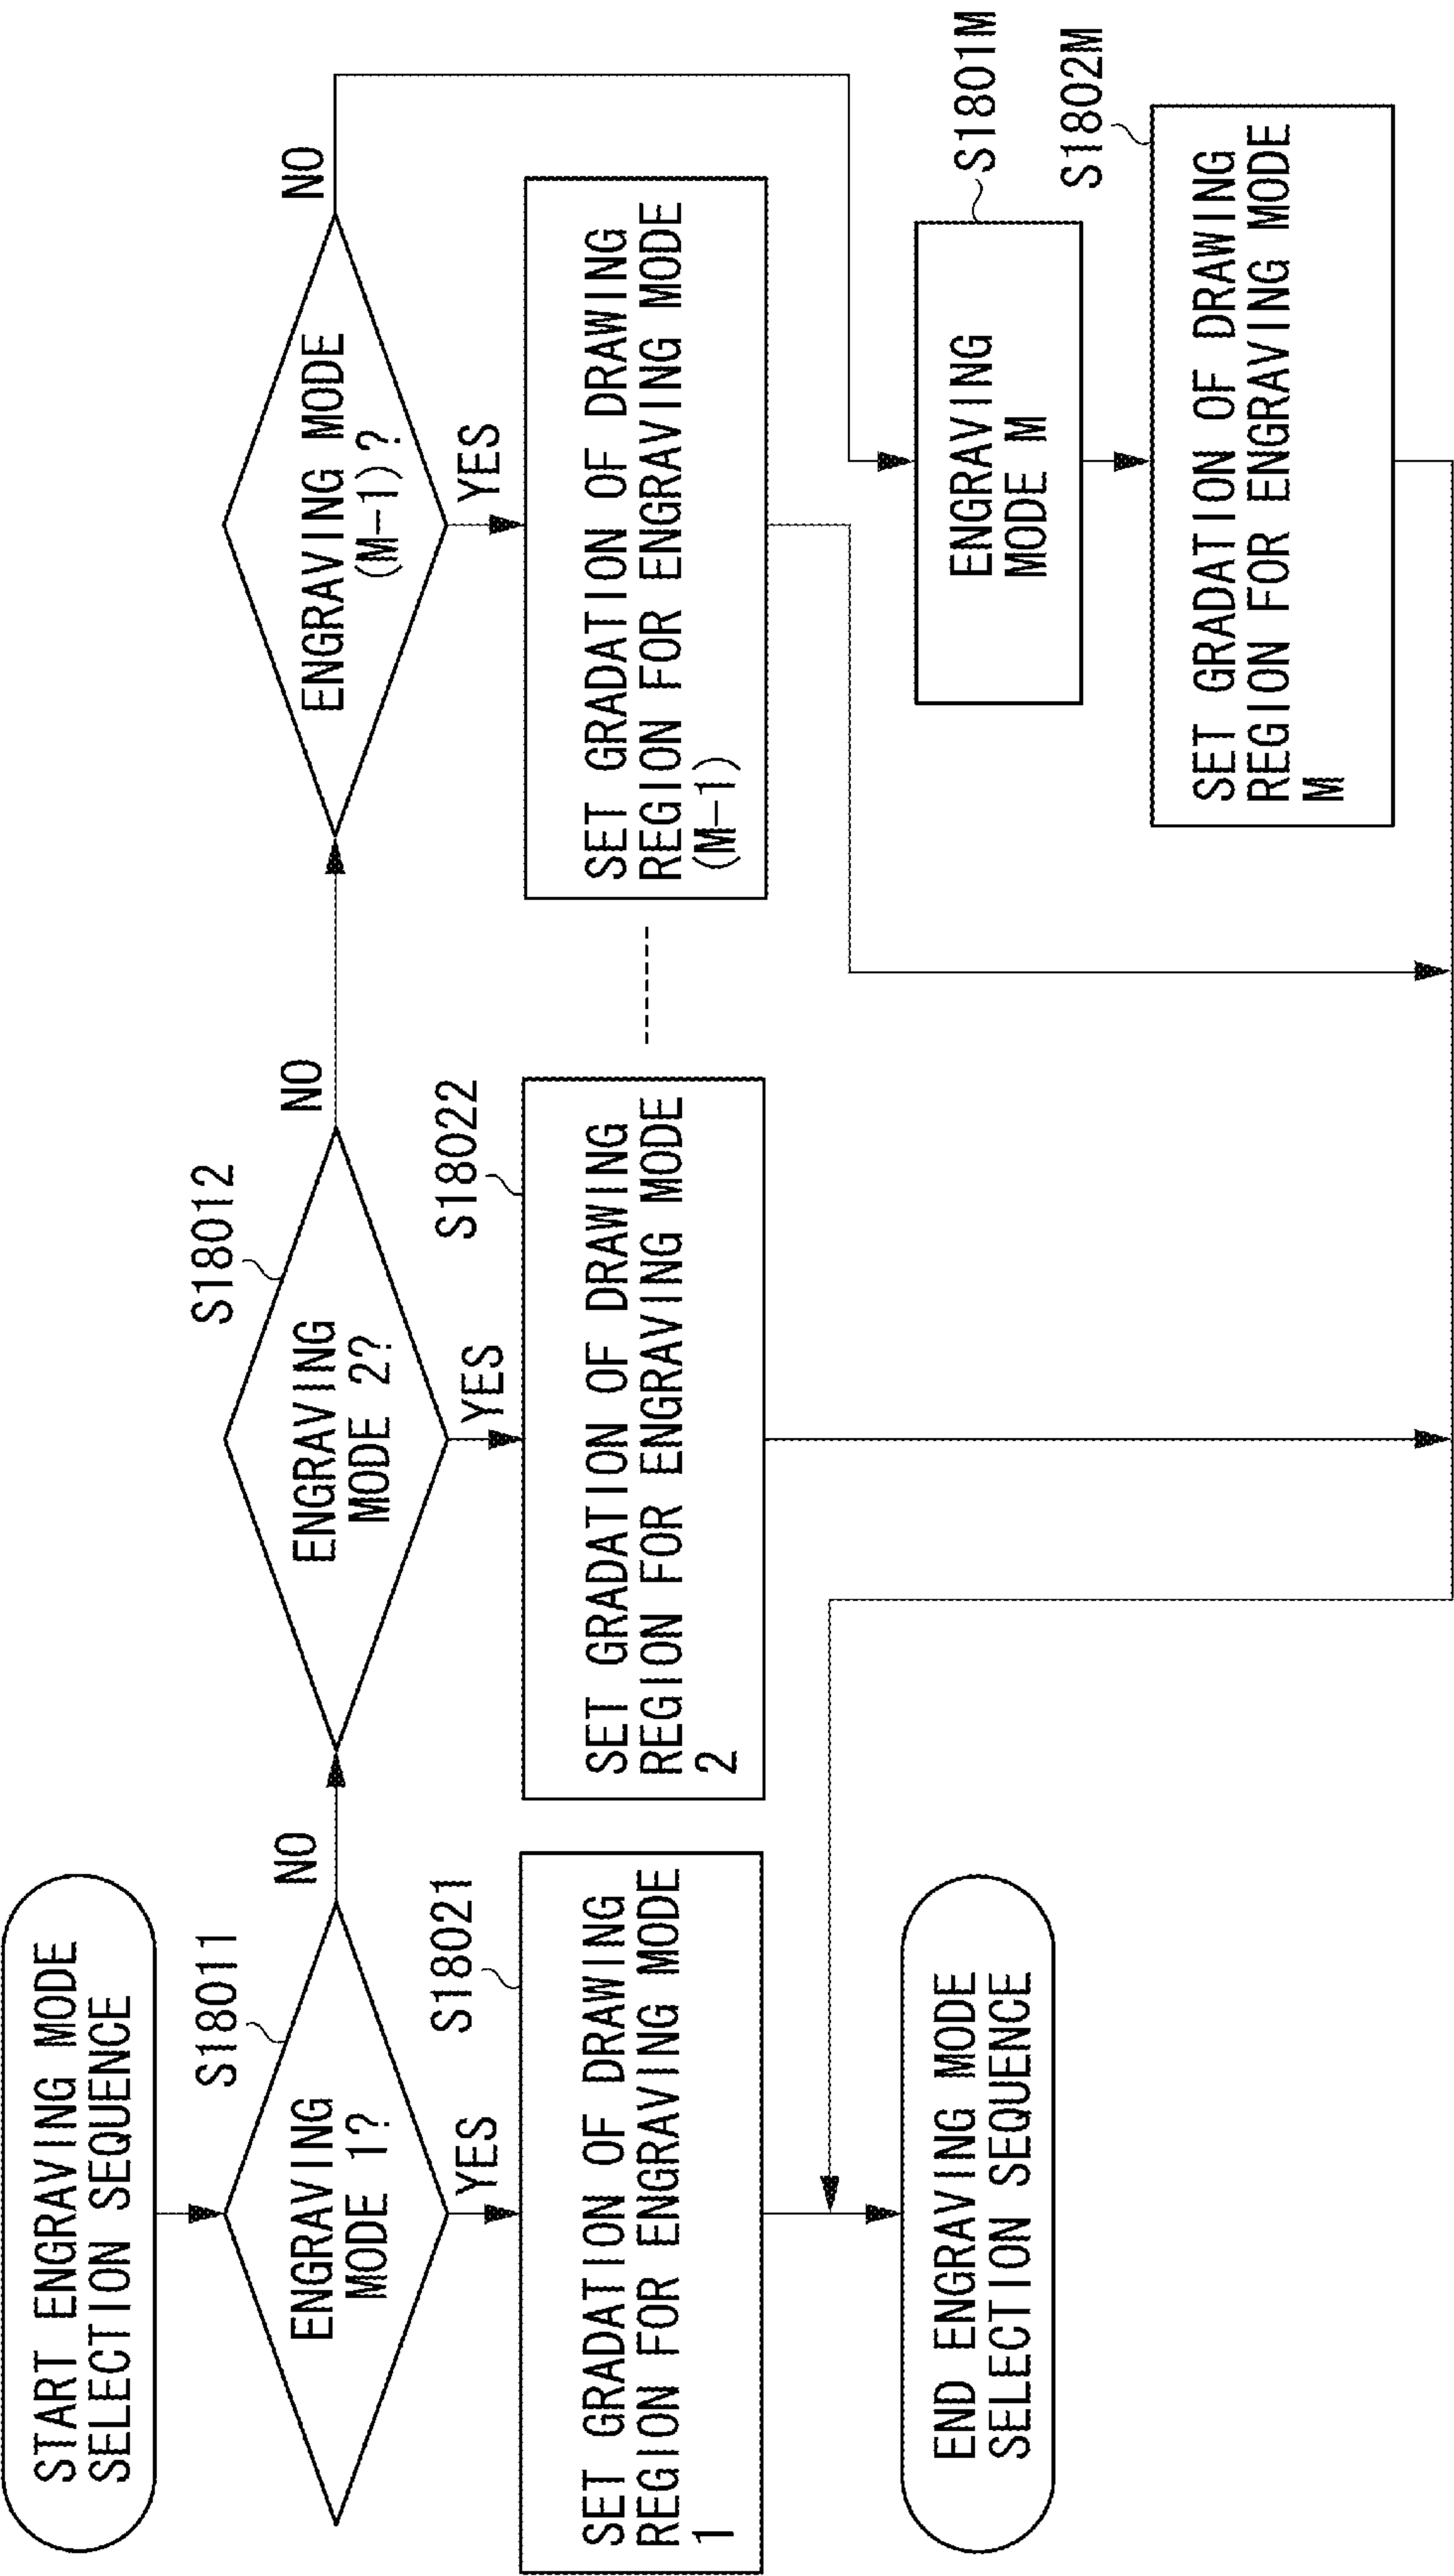 START ENGRAVING MODE
SELECTION SEQUENCE
S18011
ENGRAVING
MODE 1?
NO
YES
S18021
SET GRADATION OF DRAWING
REGION FOR ENGRAVING MODE
1
S18012
ENGRAVING
MODE 2?
NO
YES
S18022
SET GRADATION OF DRAWING
REGION FOR ENGRAVING MODE
2
ENGRAVING MODE
(M-1)?
NO
YES
SET GRADATION OF DRAWING
REGION FOR ENGRAVING MODE
(M-1)
S1801M
ENGRAVING
MODE M
S1802M
SET GRADATION OF DRAWING
REGION FOR ENGRAVING MODE
M
END ENGRAVING MODE
SELECTION SEQUENCE